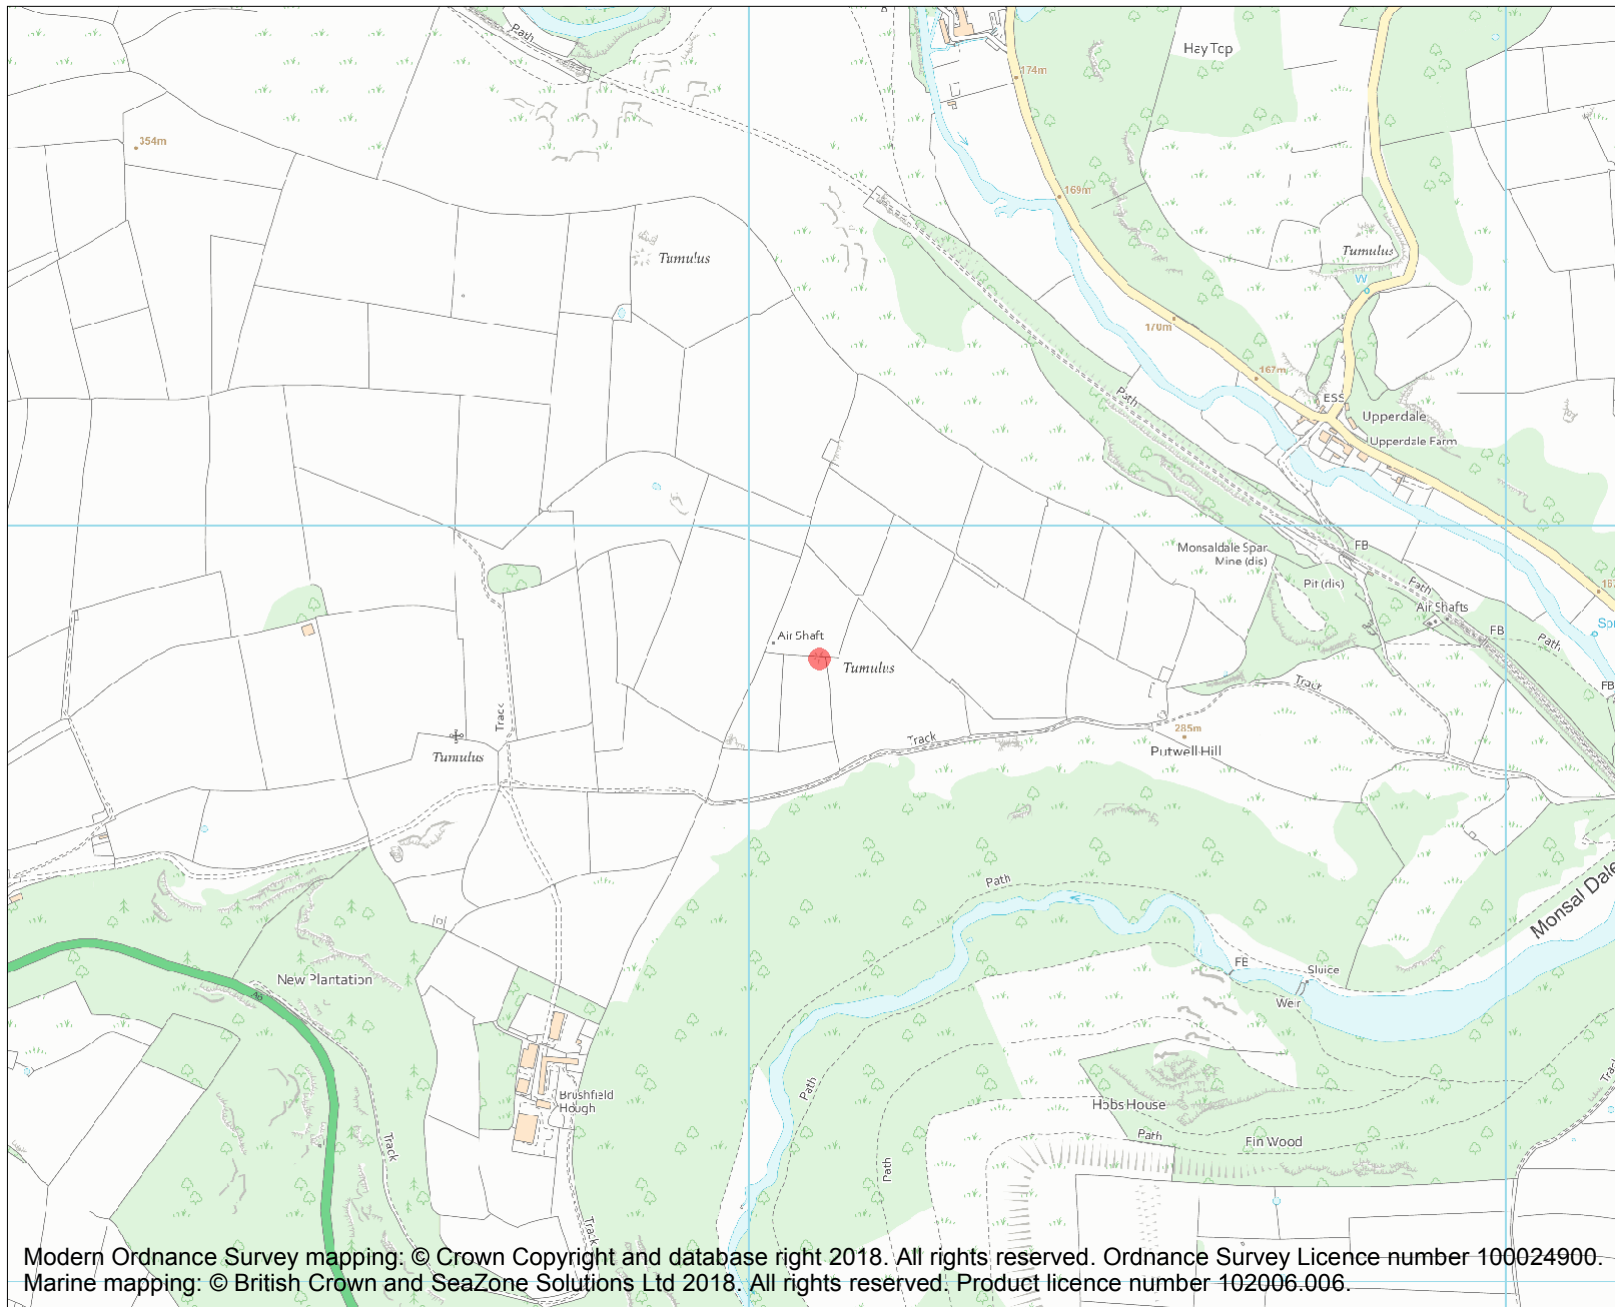 Path
Hay Top
174m
354m
169m
Tumulus
Tumulus
W
170m
167m
Path
ESS
Upperdale
Upperdale Farm
Monsaldale Spar
Mine (dis)
FB
Pit (dis)
Path
Air Shafts
FB
Path
Air Shaft
Tumulus
FB
Track
Track
Track
285m
Putwell Hill
Tumulus
Path
Monsal Dale
New Plantation
A6
FB
Sluice
Weir
Brushfield
Hough
Path
Hobs House
Path
Fin Wood
Track
Path
Track
Modern Ordnance Survey mapping: © Crown Copyright and database right 2018. All rights reserved. Ordnance Survey Licence number 100024900.
Marine mapping: © British Crown and SeaZone Solutions Ltd 2018. All rights reserved. Product licence number 102006.006.